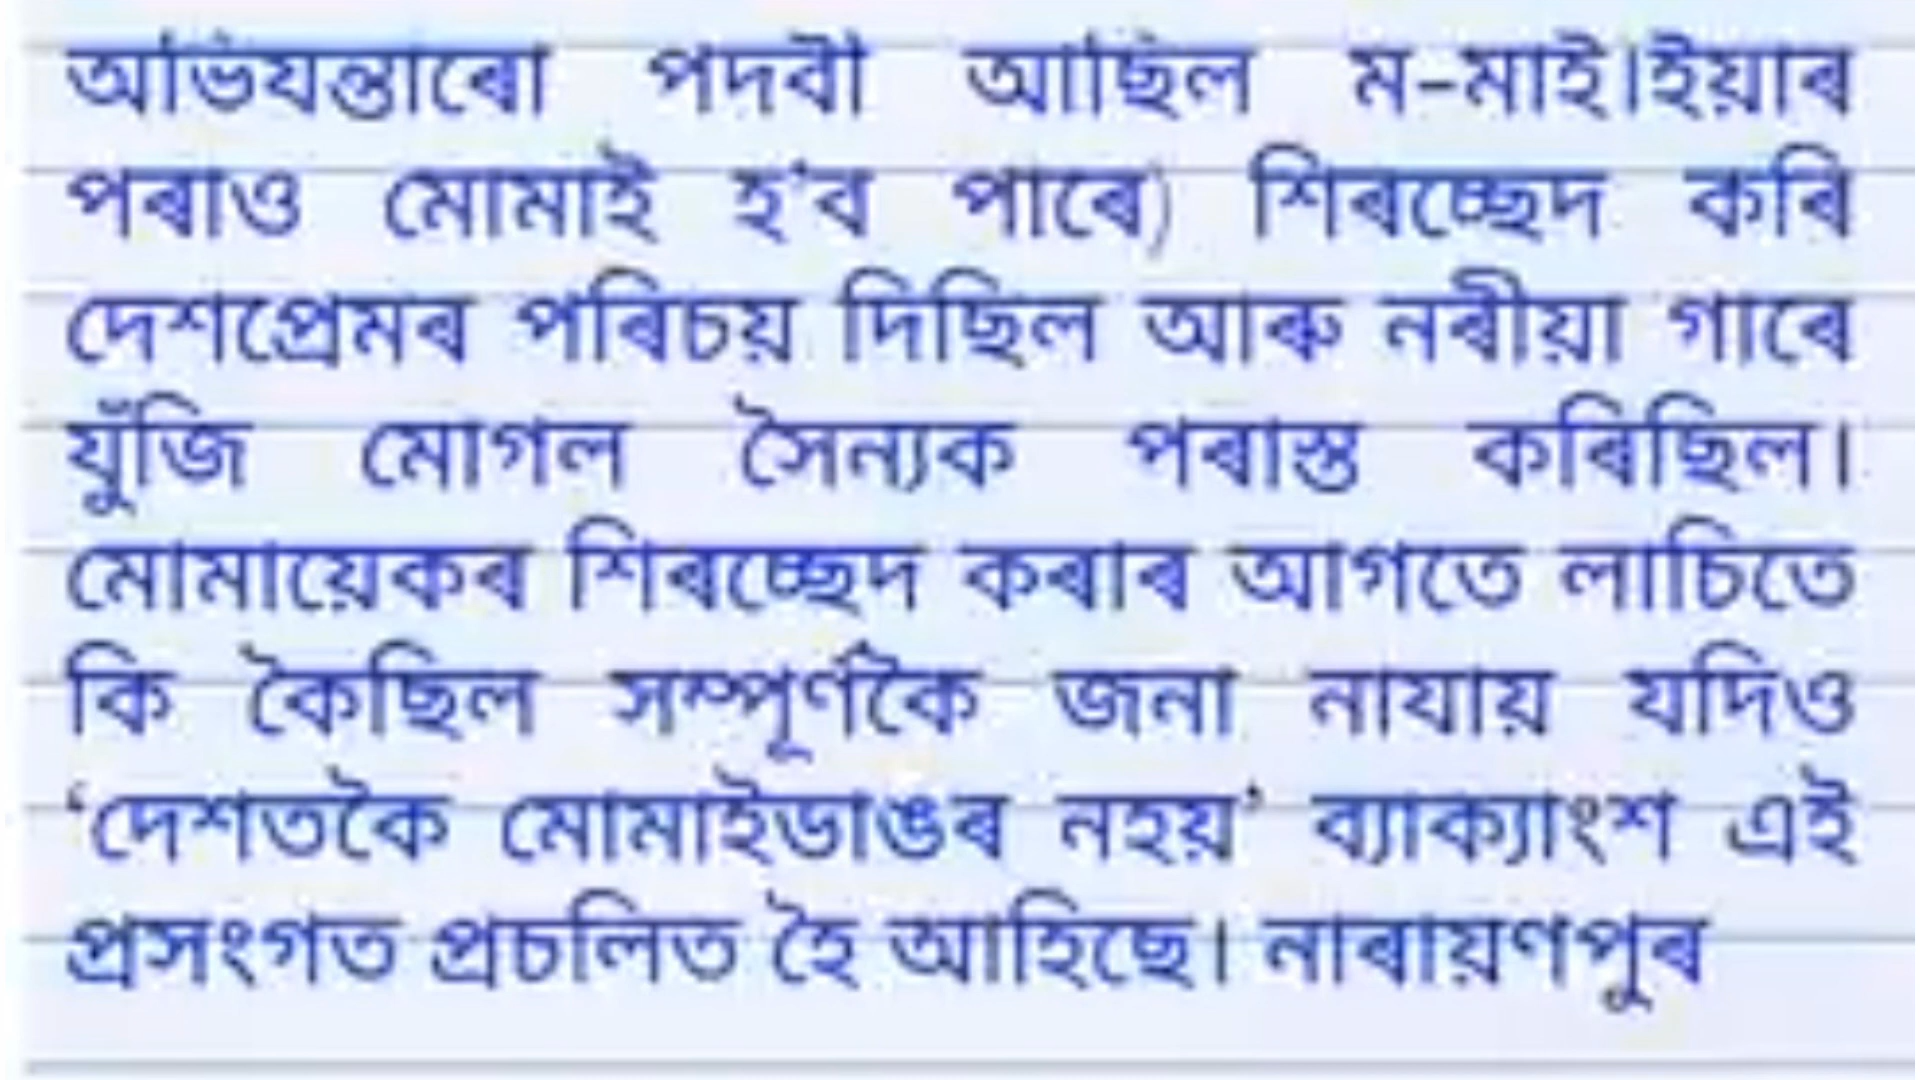 অভিযন্তাৰো পদবী আছিল ম-মাই।ইয়াৰ
পৰাও মোমাই হ'ব পাৰে) শিৰচ্ছেদ কৰি
দেশপ্ৰেমৰ পৰিচয় দিছিল আৰু নৰীয়া গাৰে
যুঁজি মোগল সৈন্যক পৰাস্ত কৰিছিল।
মোমায়েকৰ শিৰচ্ছেদ কৰাৰ আগতে লাচিতে
কি কৈছিল সম্পূৰ্ণকৈ জনা নাযায় যদিও
‘দেশতকৈ মোমাইডাঙৰ নহয়’ ব্যাক্যাংশ এই
প্ৰসংগত প্ৰচলিত হৈ আহিছে। নাৰায়ণপুৰ